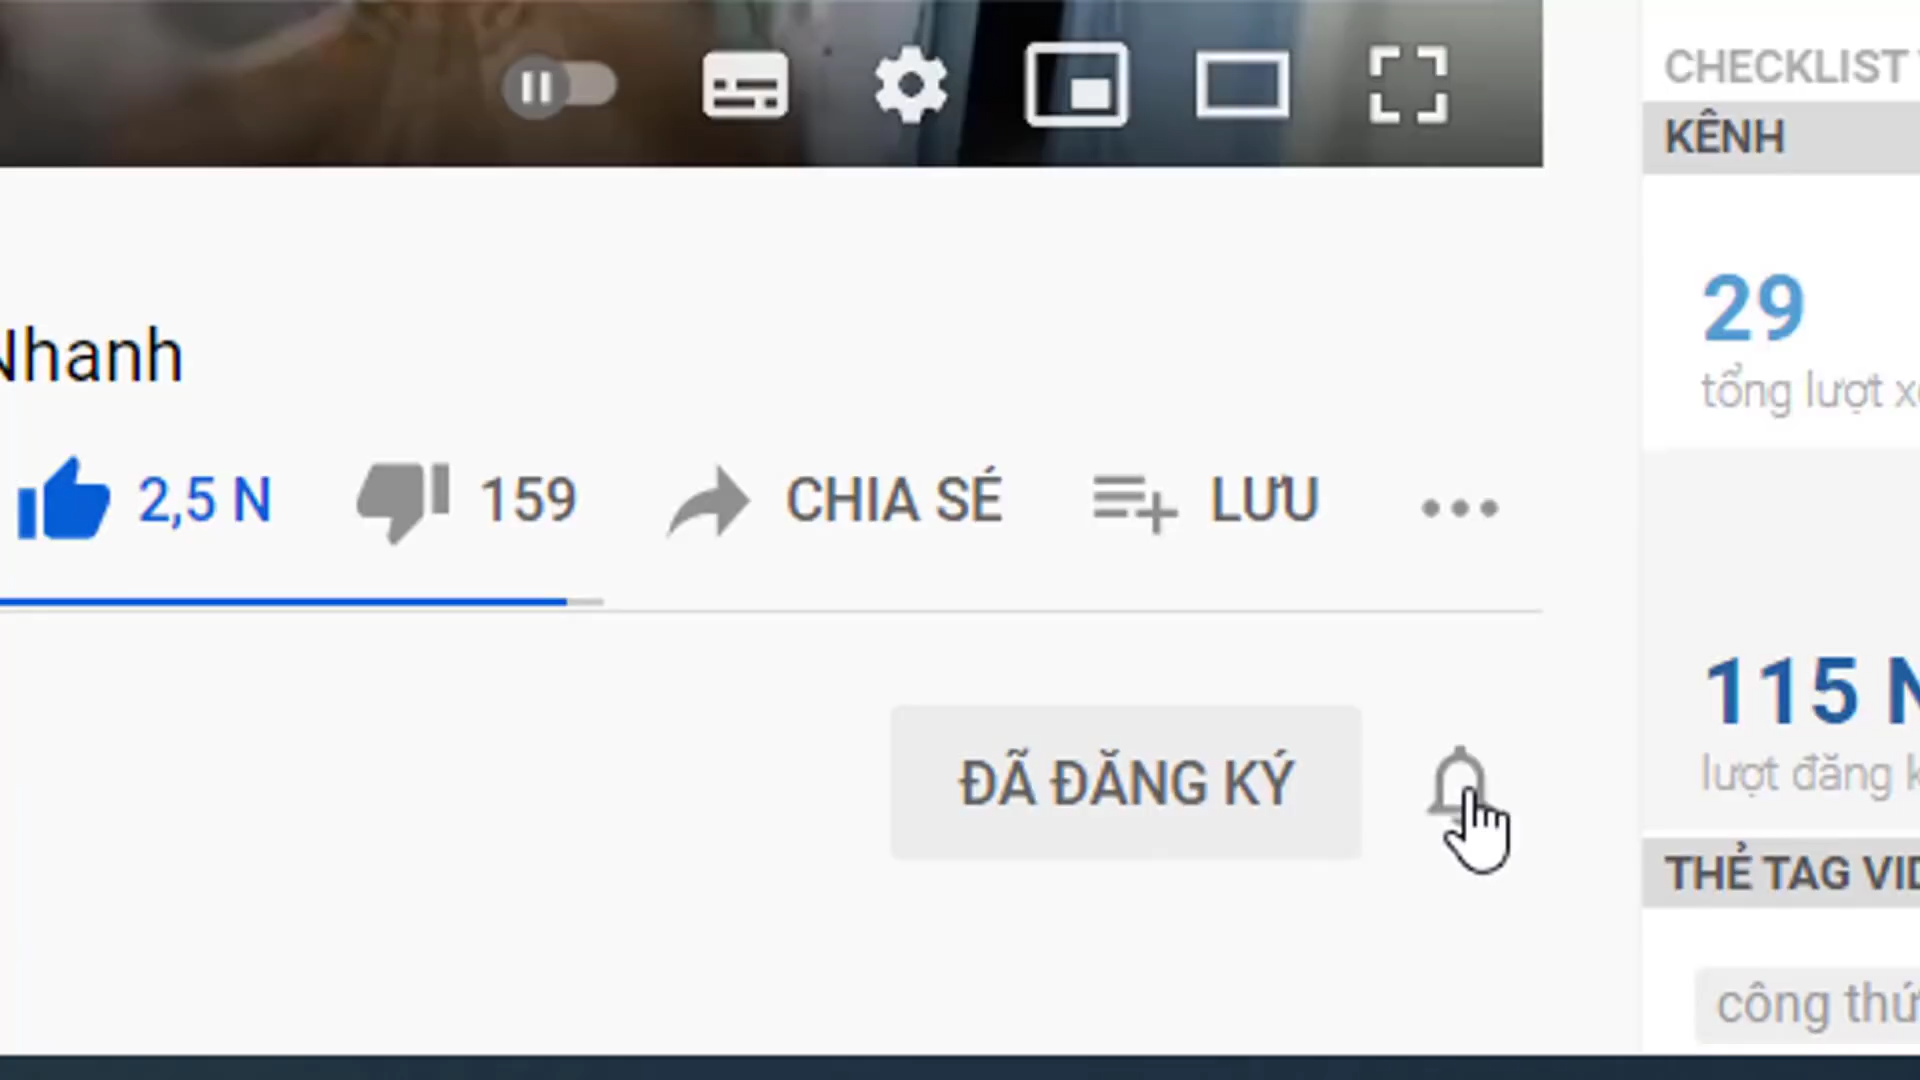 CHECKLIST
KÊNH
29
tổng lượt
Nhanh
2,5 N
159
CHIA SẺ
LƯU
115 N
lượt đăng
ĐÃ ĐĂNG KÝ
THẺ TAG
công